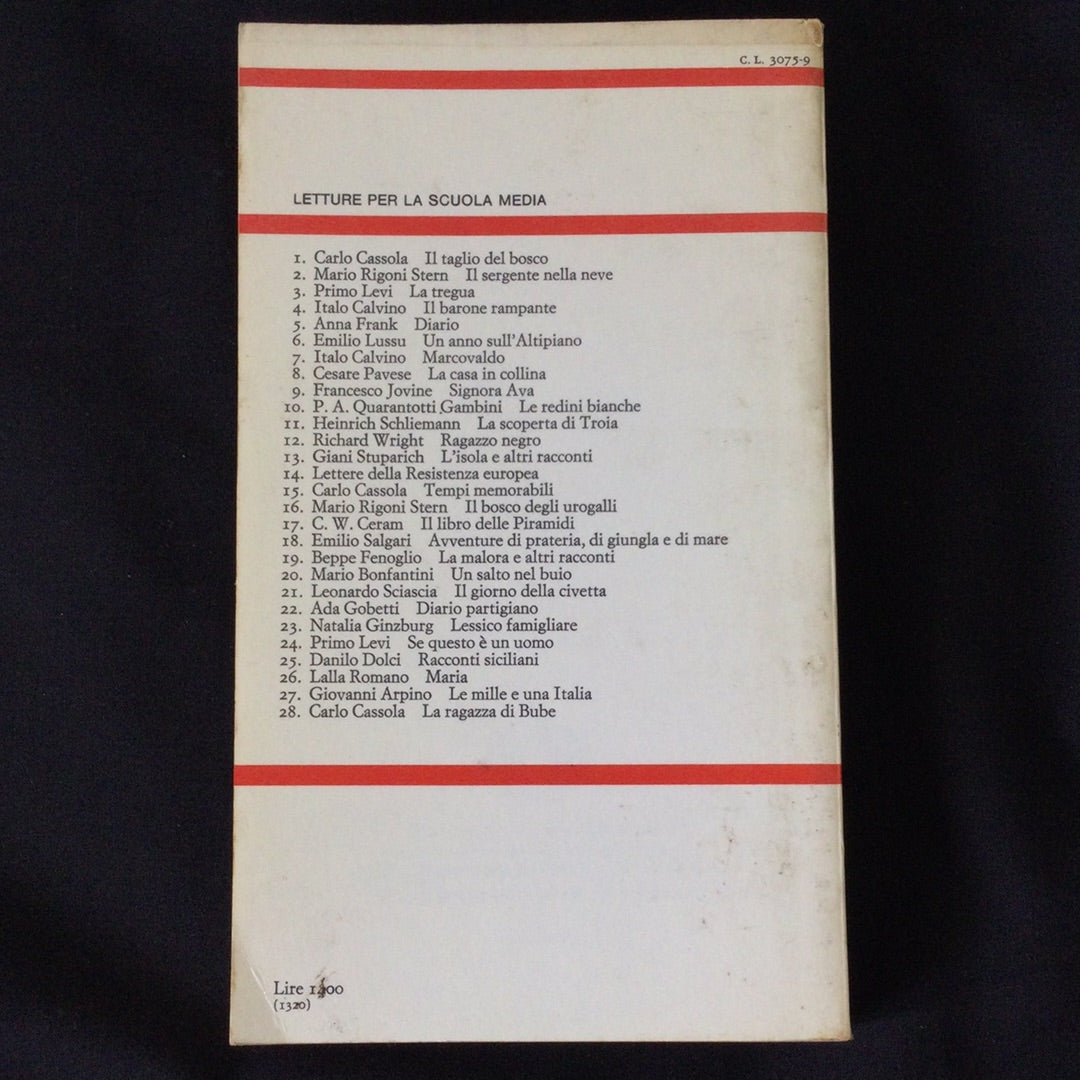 C. L. 3075-9
LETTURE PER LA SCUOLA MEDIA
1. Carlo Cassola Il taglio del bosco
2. Mario Rigoni Stern Il sergente nella neve
3. Primo Levi La tregua
4. Italo Calvino Il barone rampante
5. Anna Frank Diario
6. Emilio Lussu Un anno sull'Altipiano
7. Italo Calvino Marcovaldo
8. Cesare Pavese La casa in collina
9. Francesco Jovine Signora Ava
10. P. A. Quarantotti Gambini Le redini bianche
11. Heinrich Schliemann La scoperta di Troia
12. Richard Wright Ragazzo negro
13. Giani Stuparich L'isola e altri racconti
14. Lettere della Resistenza europea
15. Carlo Cassola Tempi memorabili
16. Mario Rigoni Stern Il bosco degli urogalli
17. C. W. Ceram Il libro delle Piramidi
18. Emilio Salgari Avventure di prateria, di giungla e di mare
19. Beppe Fenoglio La malora e altri racconti
20. Mario Bonfantini Un salto nel buio
21. Leonardo Sciascia Il giorno della civetta
22. Ada Gobetti Diario partigiano
23. Natalia Ginzburg Lessico famigliare
24. Primo Levi Se questo è un uomo
25. Danilo Dolci Racconti siciliani
26. Lalla Romano Maria
27. Giovanni Arpino Le mille e una Italia
28. Carlo Cassola La ragazza di Bube
Lire 1400
(1320)